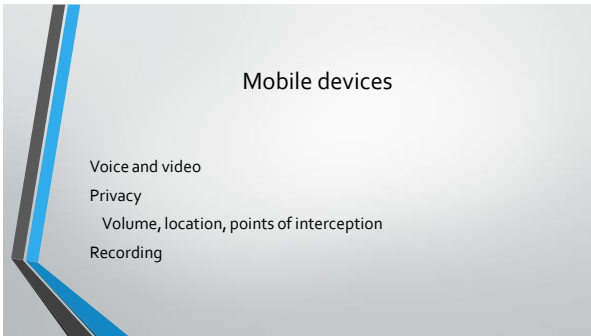 Mobile devices
Voice and video
Privacy
Volume, location, points of interception
Recording